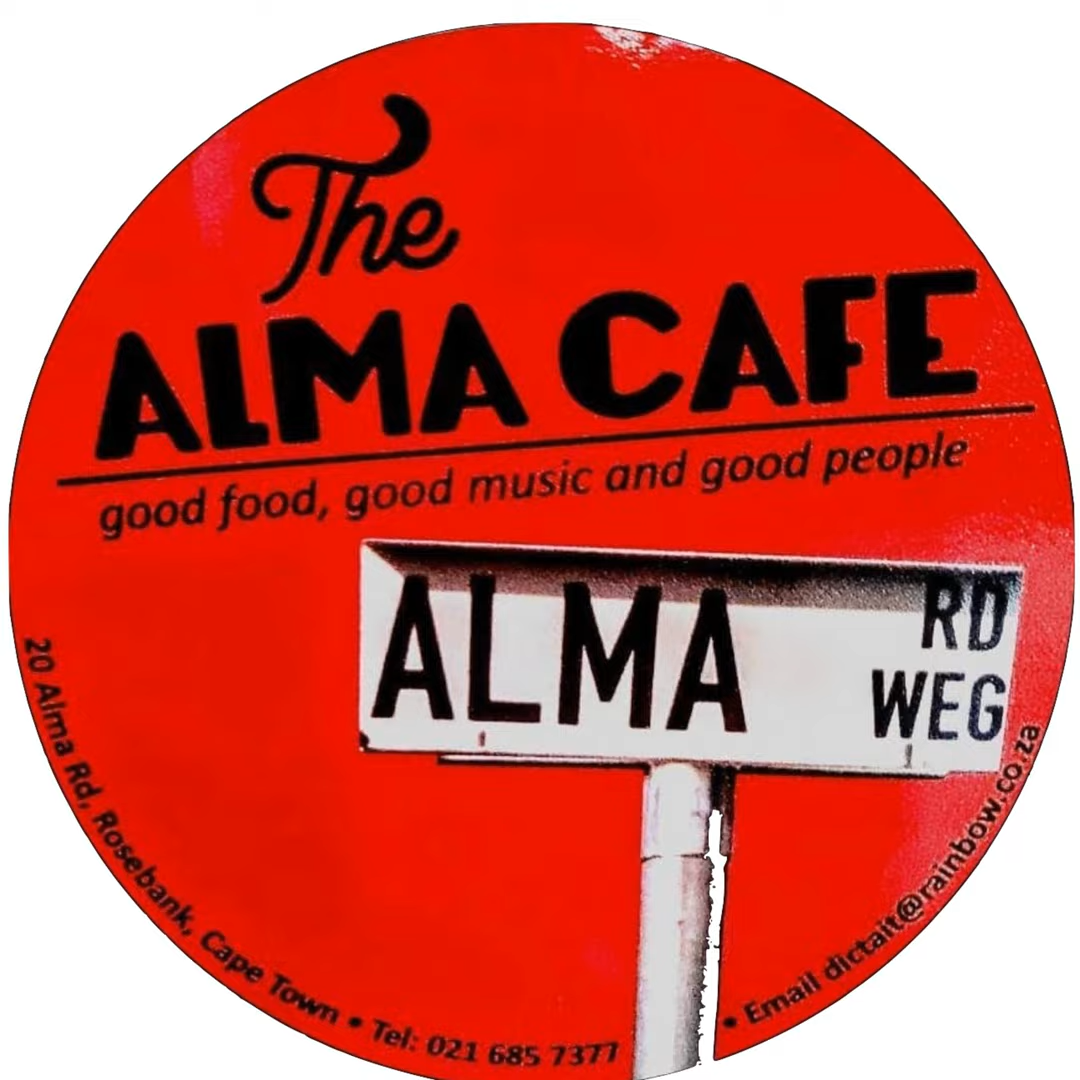 The
ALMA CAFE
good food, good music and good people
ALMA RD
WEG
20 Alma Rd, Rosebank, Cape Town • Tel: 021 685 7377 • Email dictait@rainbow.co.za